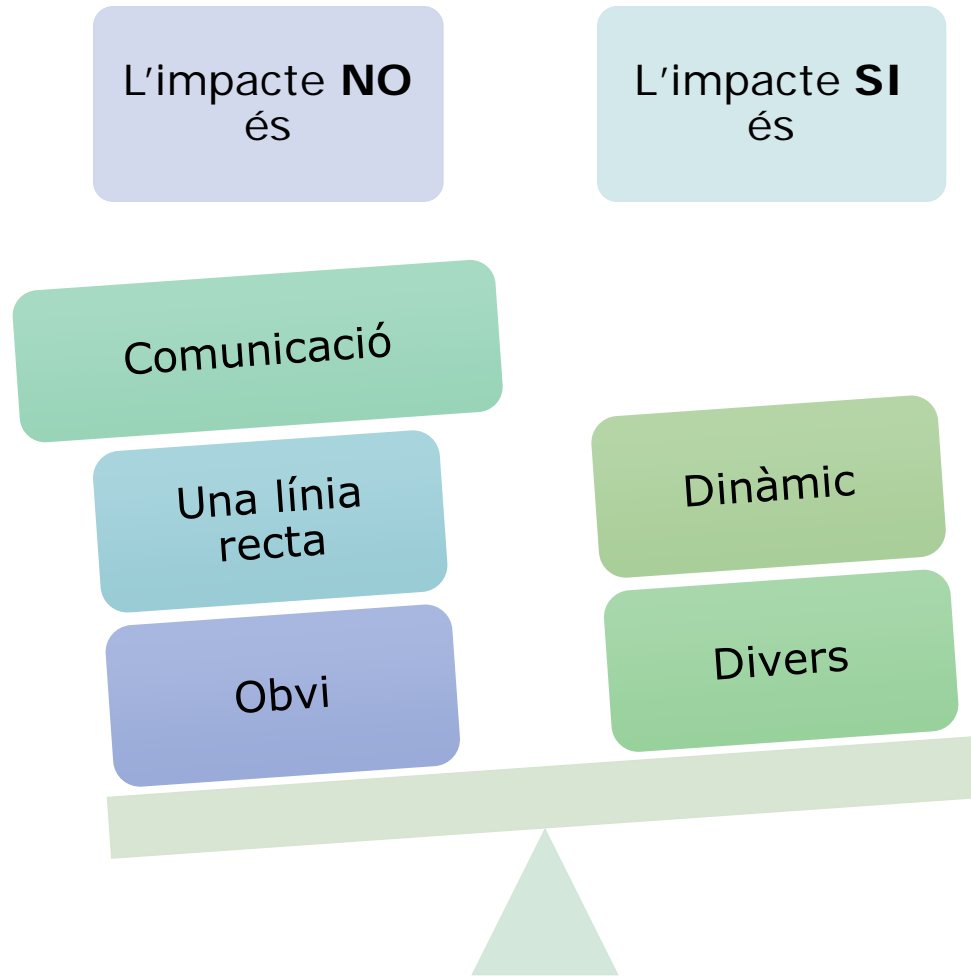 L'impacte NO
és
L'impacte SI
és
Comunicació
Una línia
recta
Obvi
Dinàmic
Divers